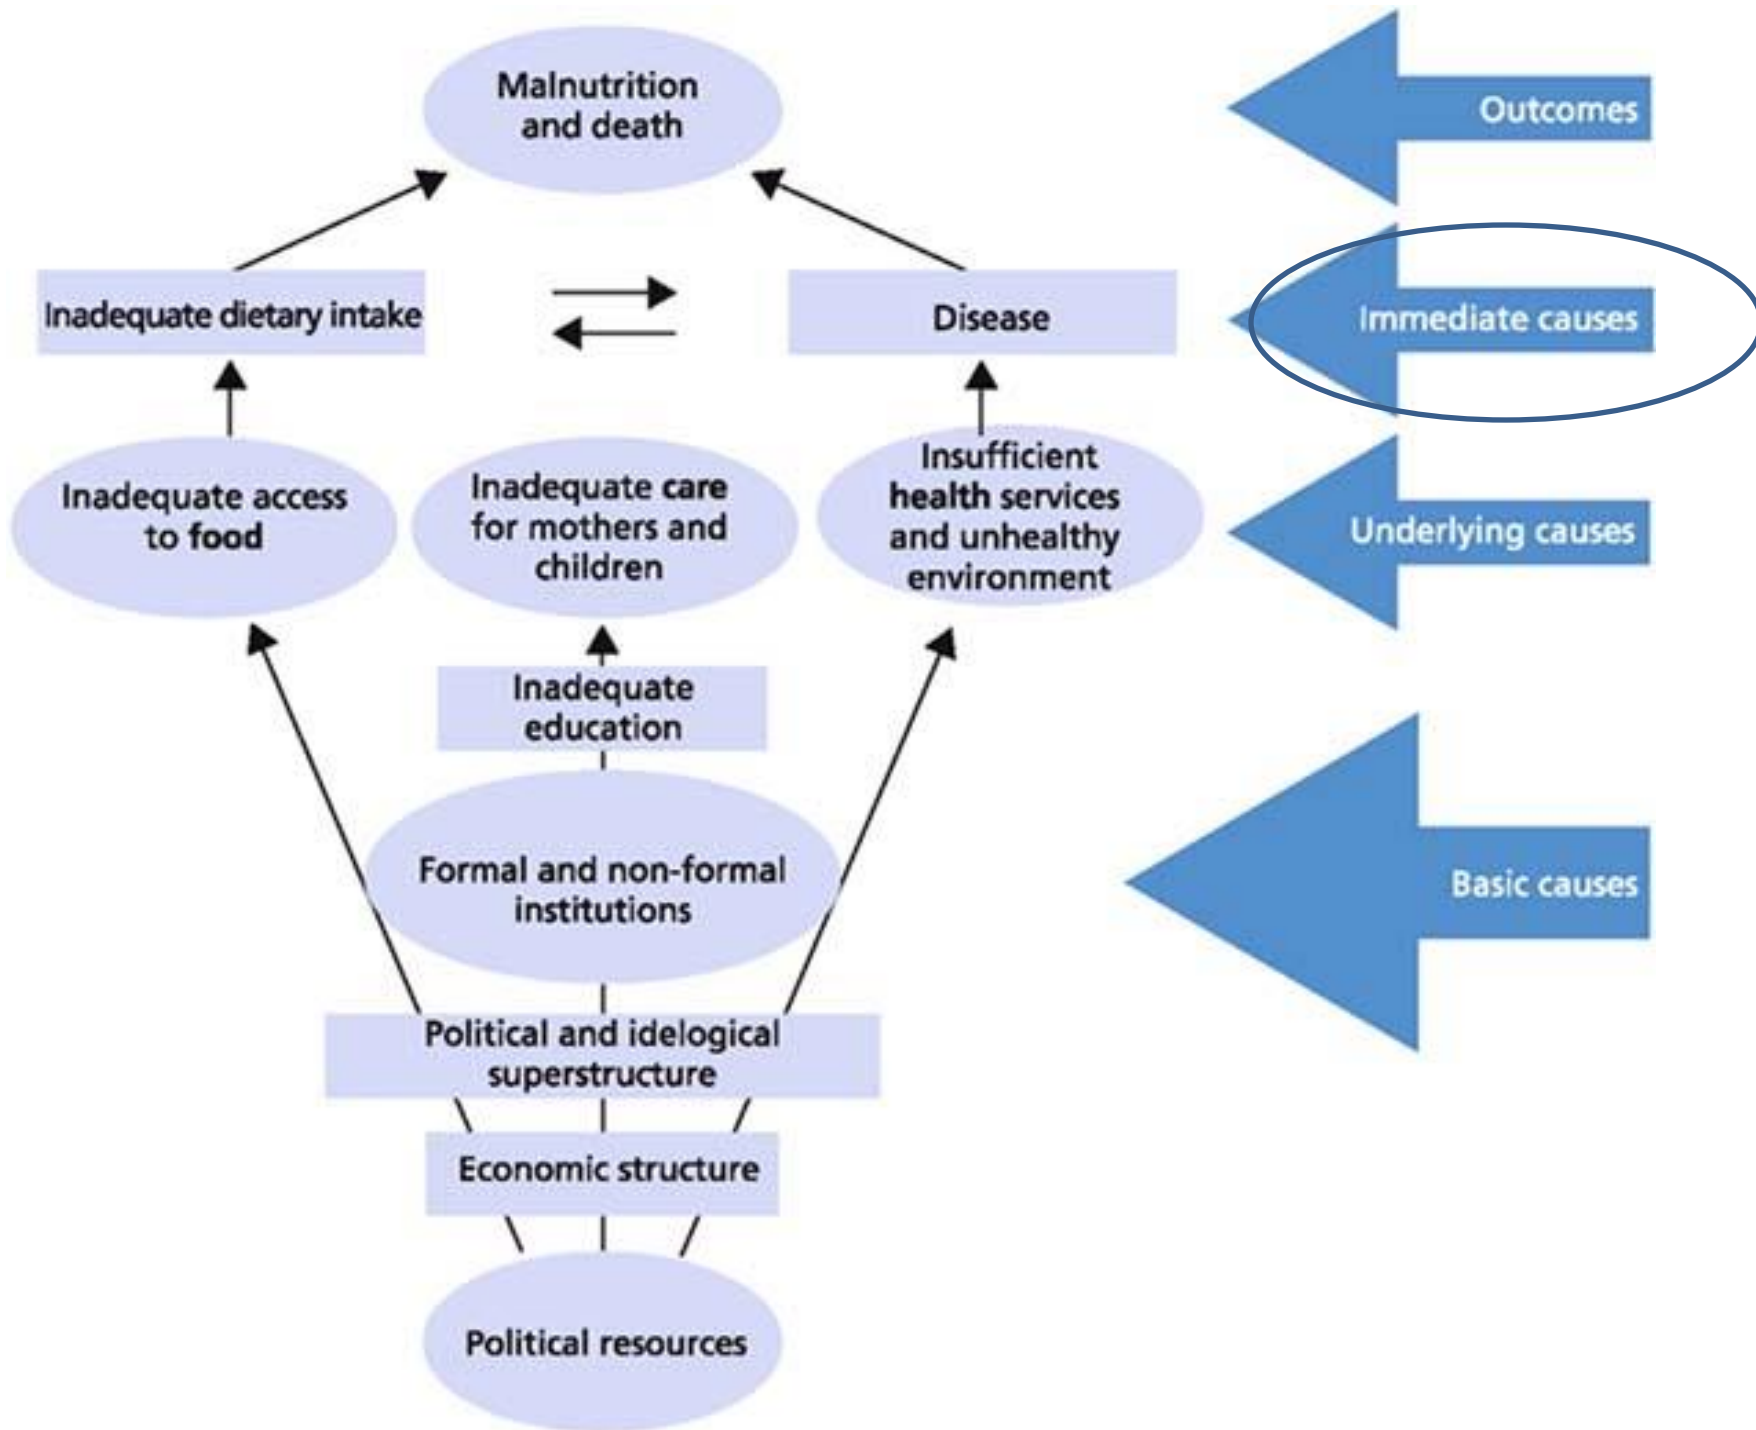 Malnutrition
and death
Outcomes
Inadequate dietary intake
Disease
Immediate causes
Inadequate access
to food
Inadequate care
for mothers and
children
Insufficient
health services
and unhealthy
environment
Underlying causes
Inadequate
education
Formal and non-formal
institutions
Basic causes
Political and idelogical
superstructure
Economic structure
Political resources